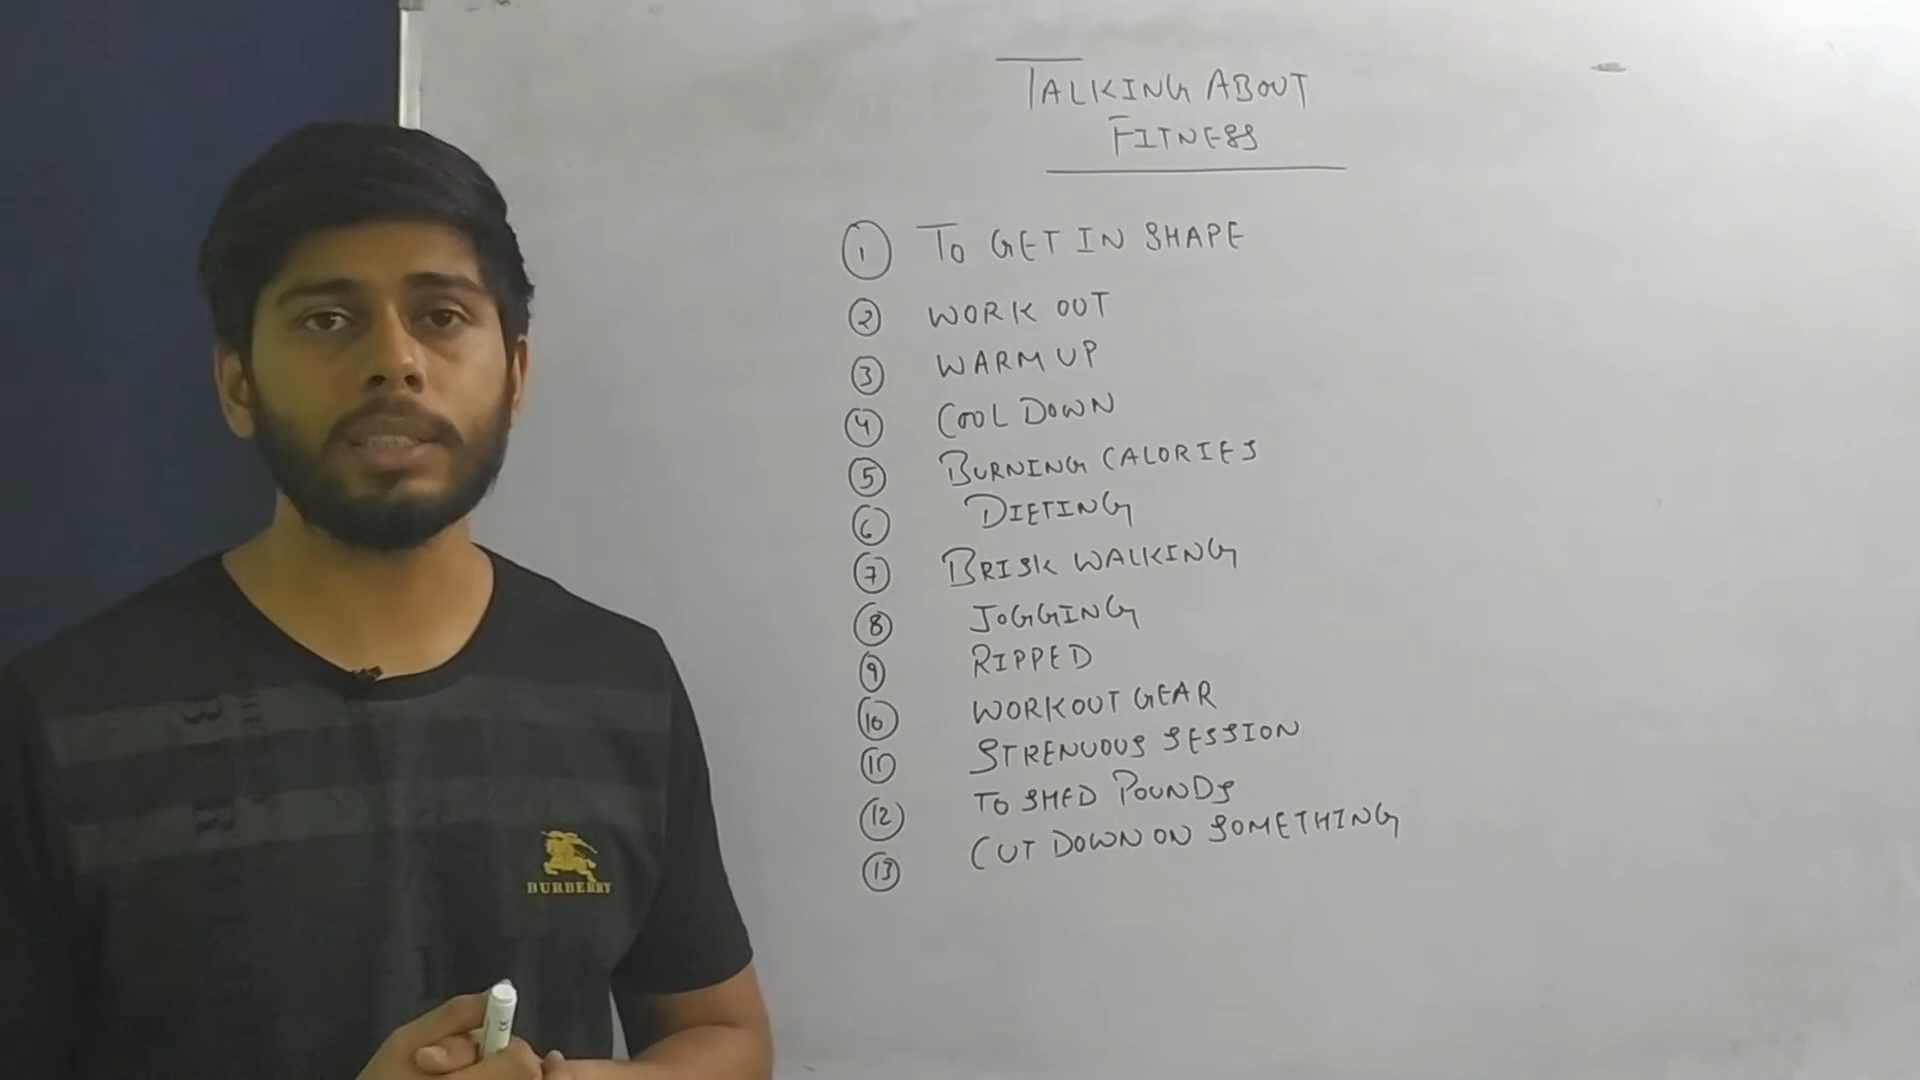 TALKING ABOUT
FITNESS
1 TO GET IN SHAPE
2 WORK OUT
3 WARM UP
4 COOL DOWN
5 BURNING CALORIES
6 DIETING
7 BRISK WALKING
8 JOGGING
9 RIPPED
10 WORKOUT GEAR
11 STRENUOUS SESSION
12 TO SHED POUNDS
13 CUT DOWN ON SOMETHING
BURBERRY